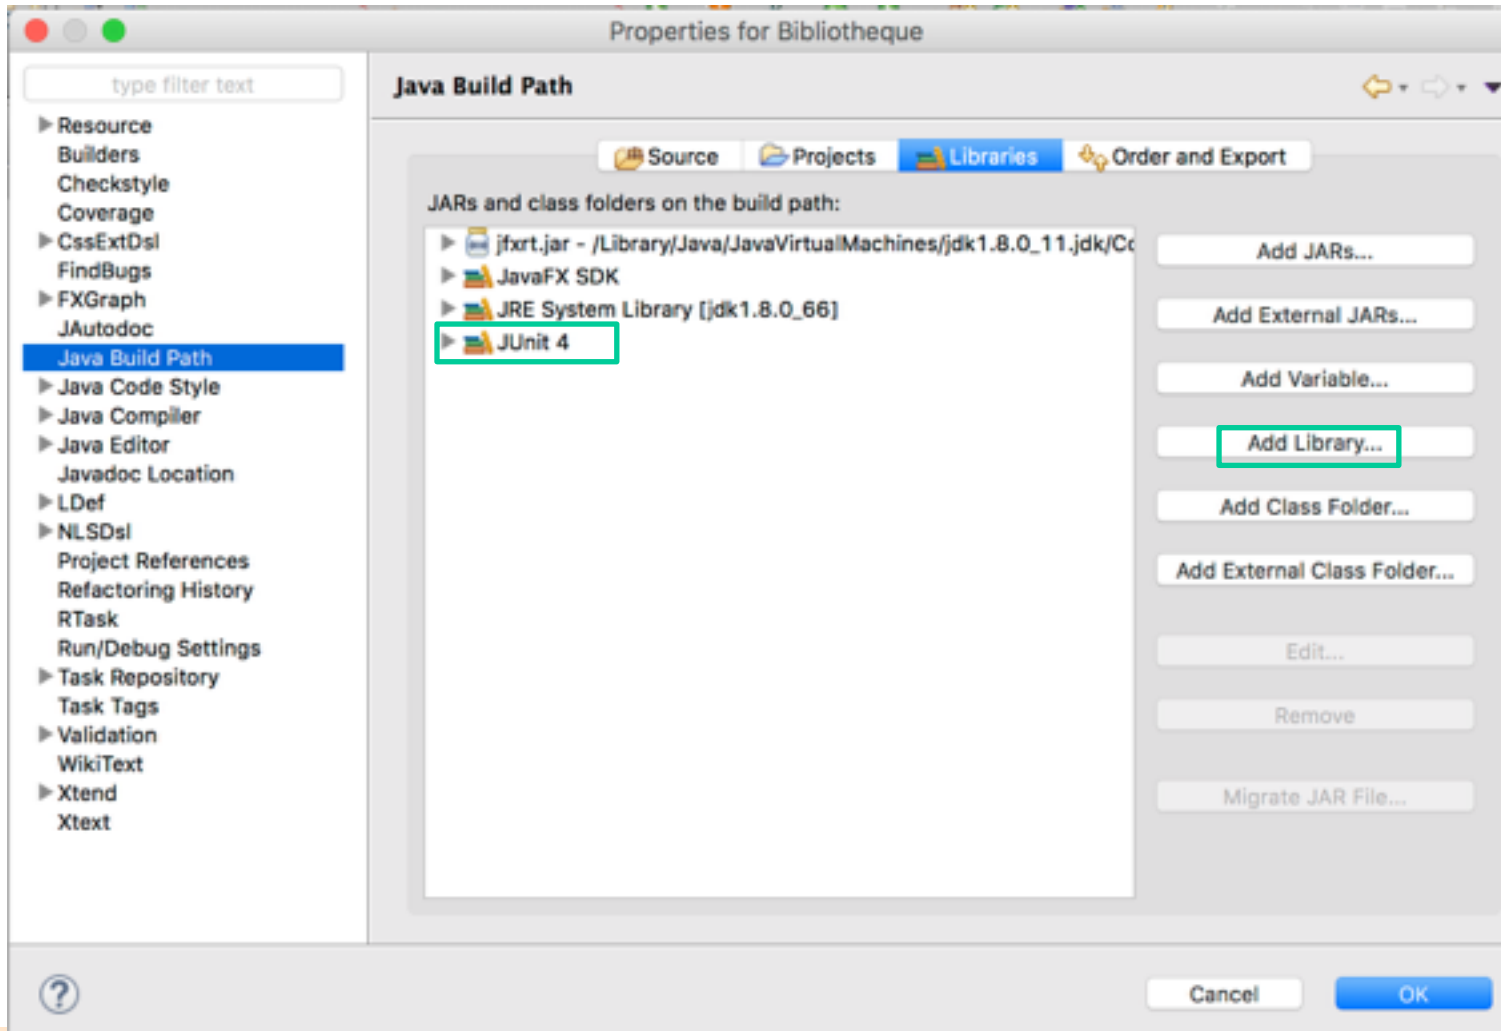 Properties for Bibliotheque
type filter text
Resource
Builders
Checkstyle
Coverage
CssExtDsl
FindBugs
FXGraph
JAutodoc
Java Build Path
Java Code Style
Java Compiler
Java Editor
Javadoc Location
LDef
NLSDsl
Project References
Refactoring History
RTask
Run/Debug Settings
Task Repository
Task Tags
Validation
WikiText
Xtend
Xtext
Java Build Path
Source Projects Libraries Order and Export
JARs and class folders on the build path:
jfxrt.jar - /Library/Java/JavaVirtualMachines/jdk1.8.0_11.jdk/Co
JavaFX SDK
JRE System Library [jdk1.8.0_66]
JUnit 4
Add JARs...
Add External JARs...
Add Variable...
Add Library...
Add Class Folder...
Add External Class Folder...
Edit...
Remove
Migrate JAR File...
?
Cancel OK